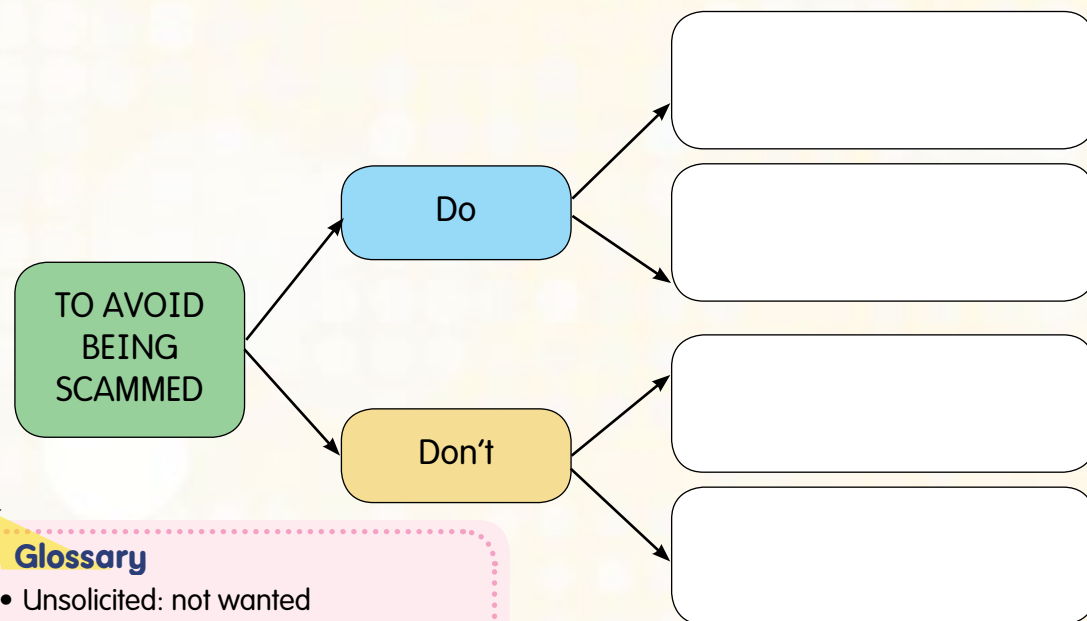 Do
TO AVOID
BEING
SCAMMED
Don't
Glossary
• Unsolicited: not wanted